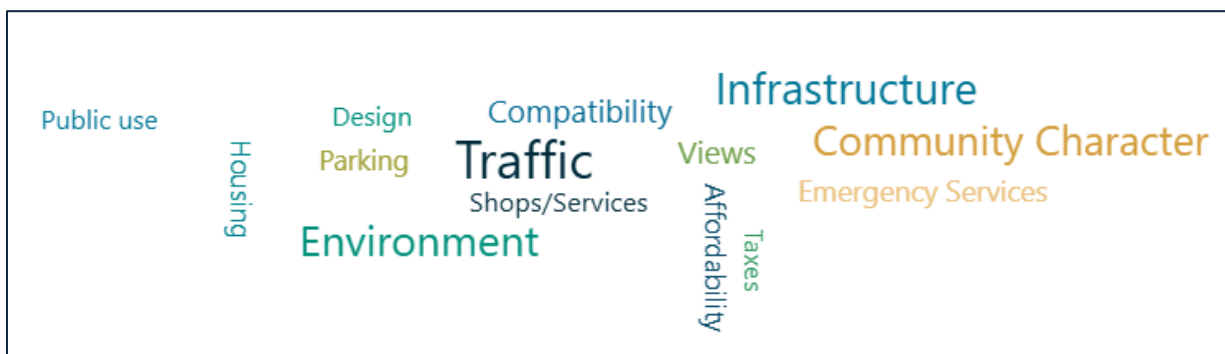 Infrastructure
Public use
Design
Compatibility
Community Character
Housing
Parking
Traffic
Views
Emergency Services
Shops/Services
Affordability
Environment
Taxes